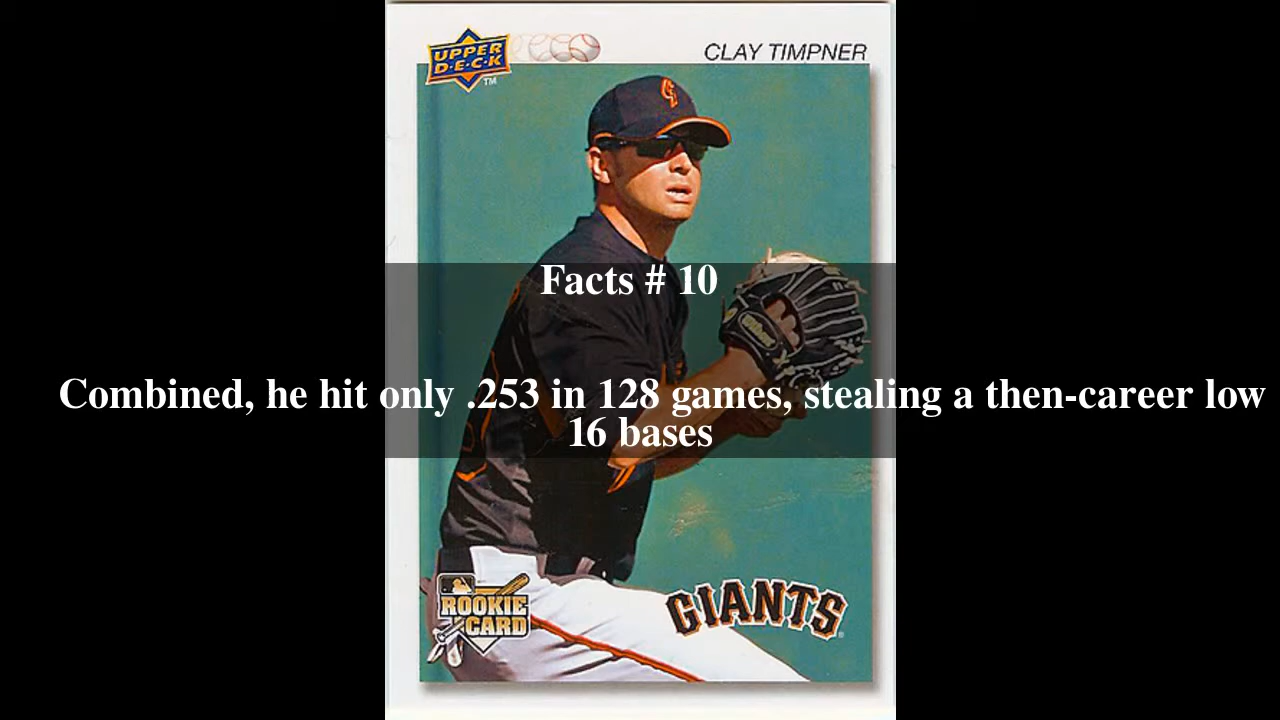 UPPER
D·E·C·K
TM
CLAY TIMPNER
Facts # 10
Combined, he hit only .253 in 128 games, stealing a then-career low
16 bases
ROOKIE
CARD
GIANTS